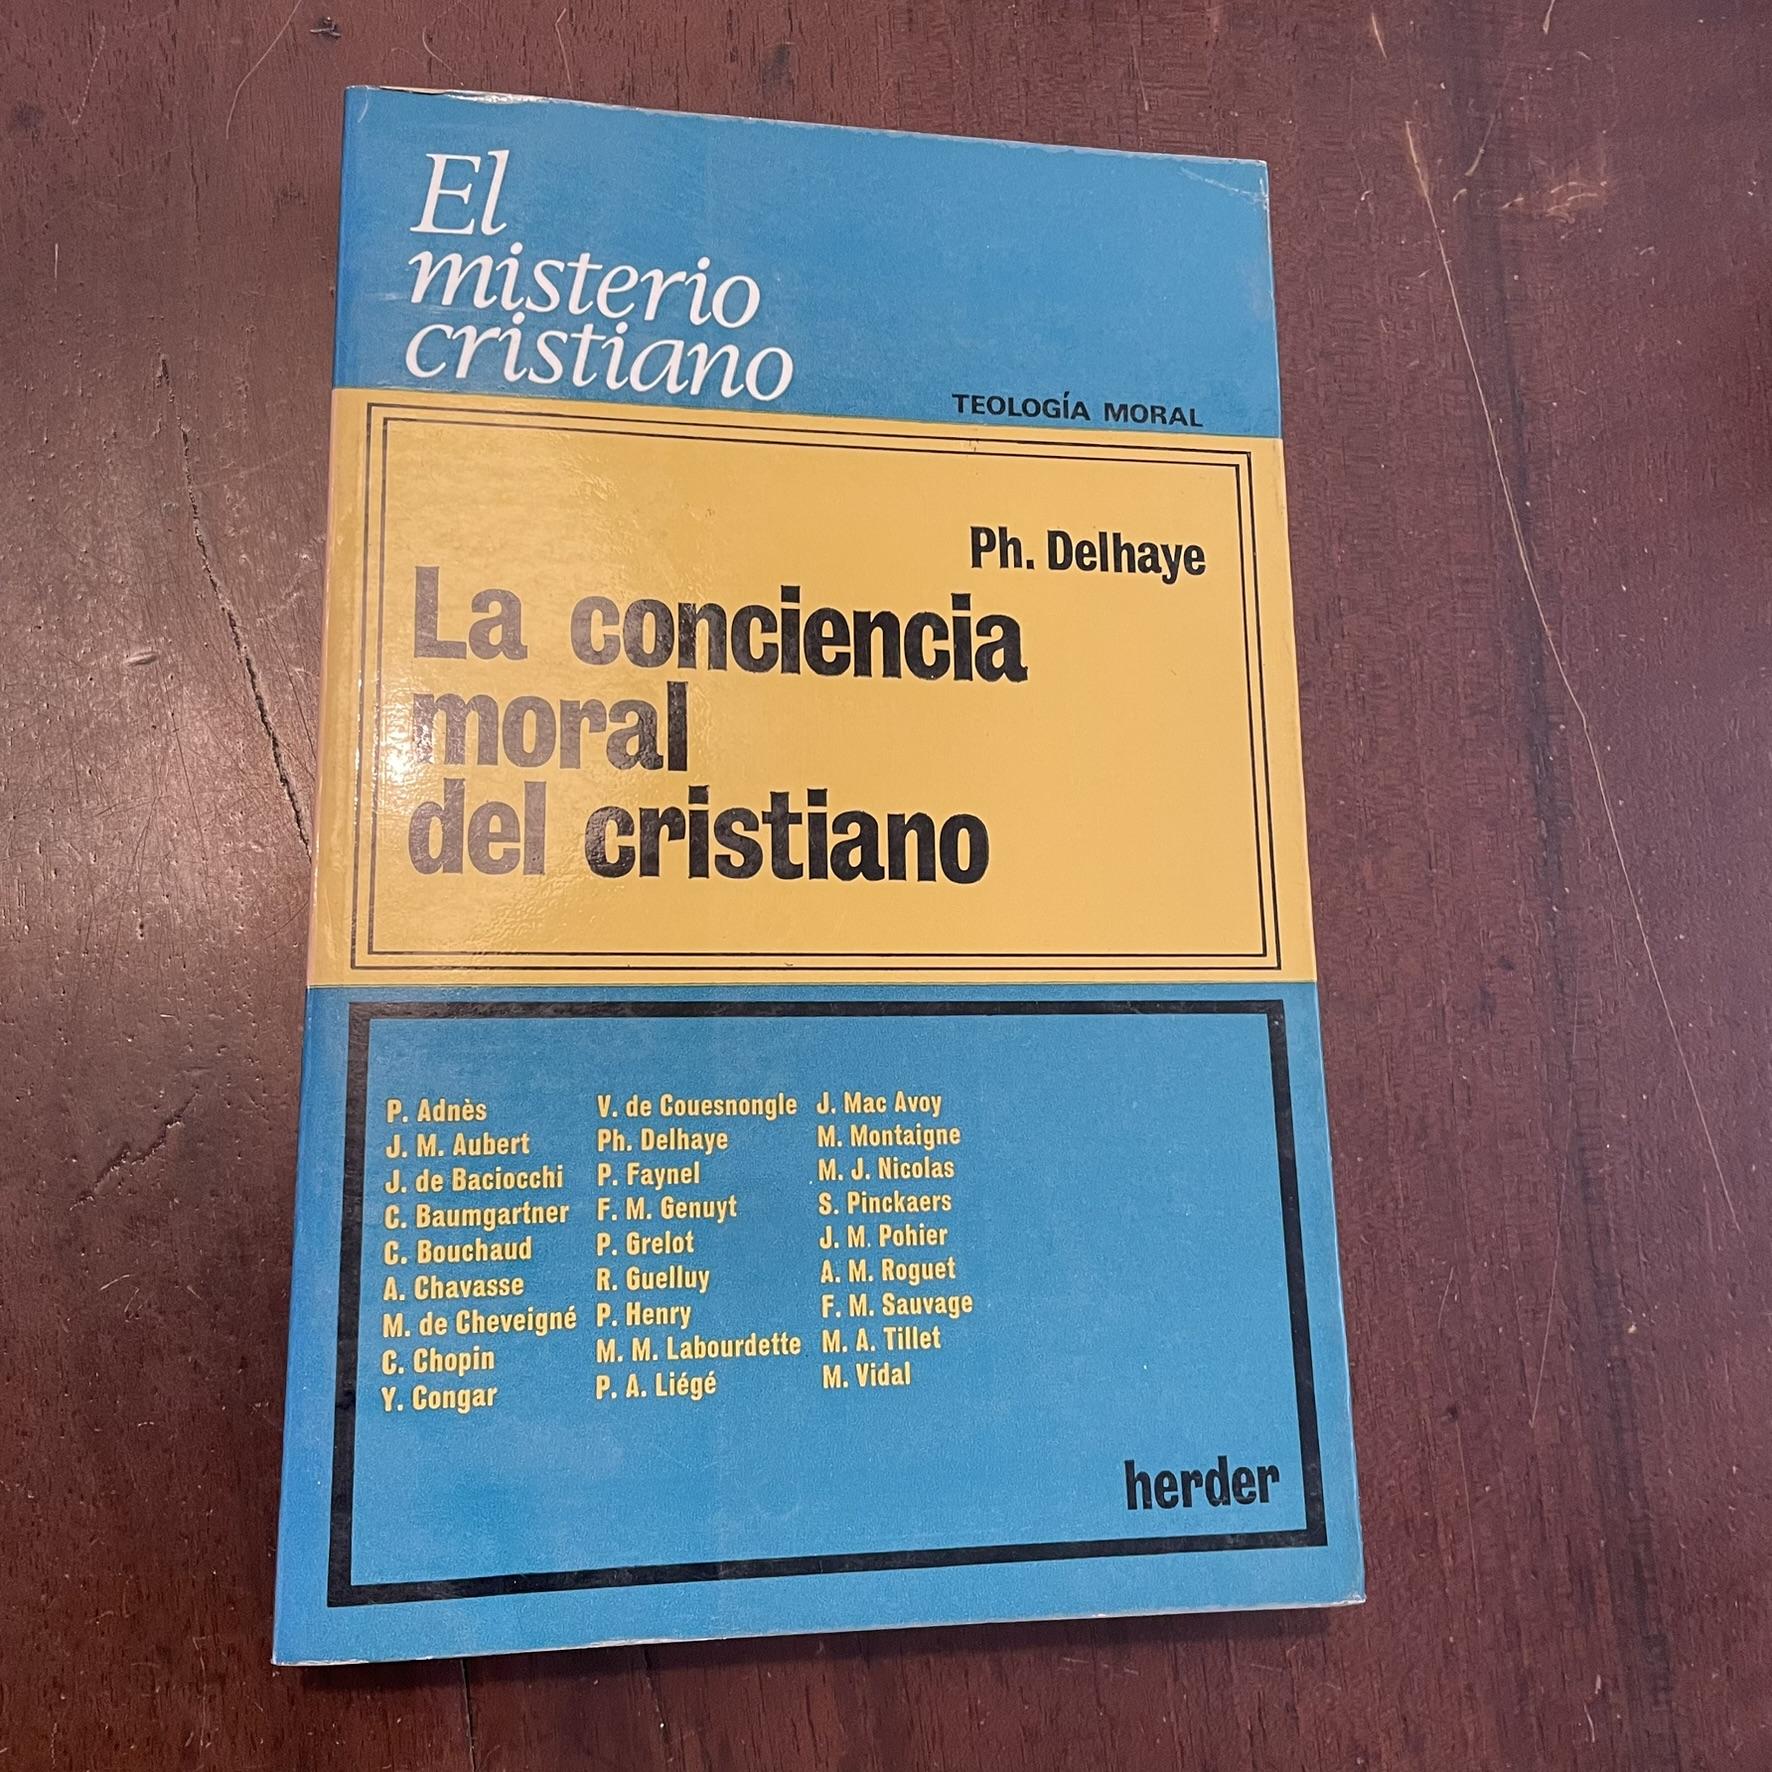 El
misterio
cristiano
TEOLOGÍA MORAL
Ph. Delhaye
La conciencia
moral
del cristiano
P. Adnès
J. M. Aubert
J. de Baciocchi
C. Baumgartner
C. Bouchaud
A. Chavasse
M. de Cheveigné
C. Chopin
Y. Congar
V. de Couesnongle
Ph. Delhaye
P. Faynel
F. M. Genuyt
P. Grelot
R. Guelluy
P. Henry
M. M. Labourdette
P. A. Liégé
J. Mac Avoy
M. Montaigne
M. J. Nicolas
S. Pinckaers
J. M. Pohier
A. M. Roguet
F. M. Sauvage
M. A. Tillet
M. Vidal
herder